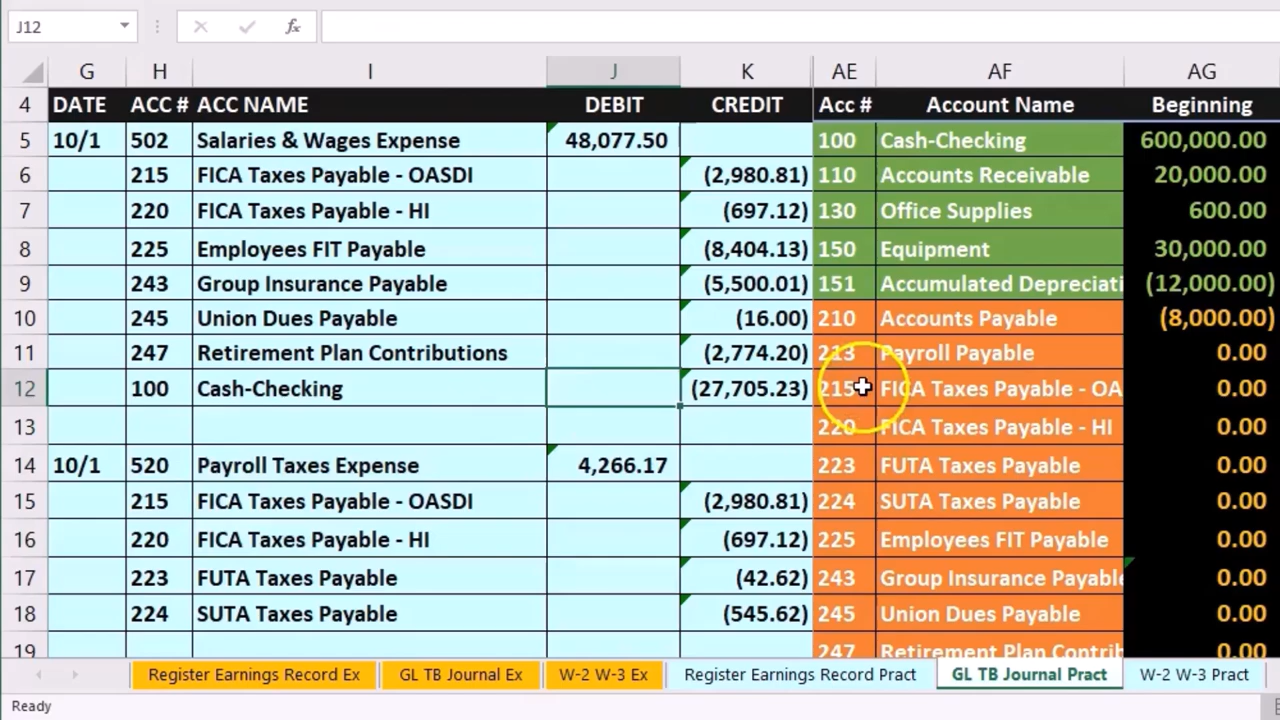 J12 fx
G H I J K AE AF AG
4 DATE ACC # ACC NAME DEBIT CREDIT Acc # Account Name Beginning
5 10/1 502 Salaries & Wages Expense 48,077.50 100 Cash-Checking 600,000.00
6 215 FICA Taxes Payable - OASDI (2,980.81) 110 Accounts Receivable 20,000.00
7 220 FICA Taxes Payable - HI (697.12) 130 Office Supplies 600.00
8 225 Employees FIT Payable (8,404.13) 150 Equipment 30,000.00
9 243 Group Insurance Payable (5,500.01) 151 Accumulated Depreciati (12,000.00)
10 245 Union Dues Payable (16.00) 210 Accounts Payable (8,000.00)
11 247 Retirement Plan Contributions (2,774.20) 213 Payroll Payable 0.00
12 100 Cash-Checking (27,705.23) 215 FICA Taxes Payable - OA 0.00
13 220 FICA Taxes Payable - HI 0.00
14 10/1 520 Payroll Taxes Expense 4,266.17 223 FUTA Taxes Payable 0.00
15 215 FICA Taxes Payable - OASDI (2,980.81) 224 SUTA Taxes Payable 0.00
16 220 FICA Taxes Payable - HI (697.12) 225 Employees FIT Payable 0.00
17 223 FUTA Taxes Payable (42.62) 243 Group Insurance Payable 0.00
18 224 SUTA Taxes Payable (545.62) 245 Union Dues Payable 0.00
19 247 Retirement Plan Contrib 0.00
Register Earnings Record Ex GL TB Journal Ex W-2 W-3 Ex Register Earnings Record Pract GL TB Journal Pract W-2 W-3 Pract
Ready